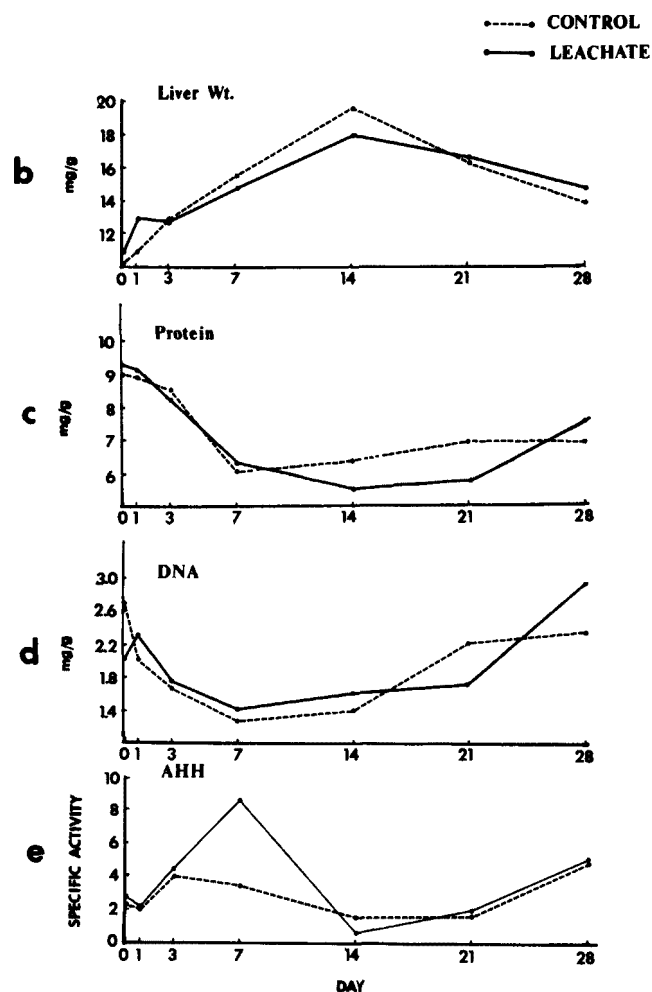 CONTROL
LEACHATE
b
Liver Wt.
mg/g
20
18
16
14
12
0 1 3 7 14 21 28
c
Protein
mg/g
10
9
8
7
6
0 1 3 7 14 21 28
d
DNA
mg/g
3.0
2.6
2.2
1.8
1.4
0 1 3 7 14 21 28
e
AHH
SPECIFIC ACTIVITY
10
8
6
4
2
0
0 1 3 7 14 21 28
DAY